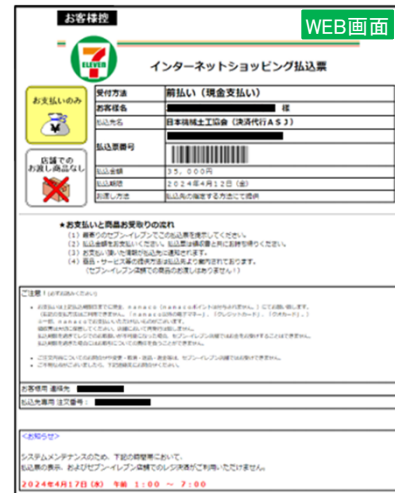 お客様控
WEB画面
ELEVEN
インターネットショッピング払込票
お支払いのみ
店舗での
お渡し商品なし
受付方法 前払い（現金支払い）
お客様名 様
払込先名 日本機械土工協会（決済代行ＡＳＪ）
払込票番号
払込金額 ３５，０００円
払込期限 ２０２４年４月１２日（金）
お渡し方法 払込先の指定する方法にて提供
★お支払いと商品お受取りの流れ
（１）最寄りのセブン-イレブンでこの払込票を提示してください。
（２）払込金額をお支払いください。払込票は領収書と共にお持ち帰りください。
（３）お支払い頂いた情報が払込先に通知されます。
（４）商品・サービス等の提供方法は払込先より案内されております。
（セブン-イレブン店舗での商品のお渡しはありません！）
ご注意！
お客様用 連絡先
払込先専用 注文番号：
＜お知らせ＞
システムメンテナンスのため、下記の時間帯において、
払込票の表示、およびセブン-イレブン店舗でのレジ決済がご利用いただけません。
２０２４年４月１７日（水） 午前 １：００ ～ ７：００